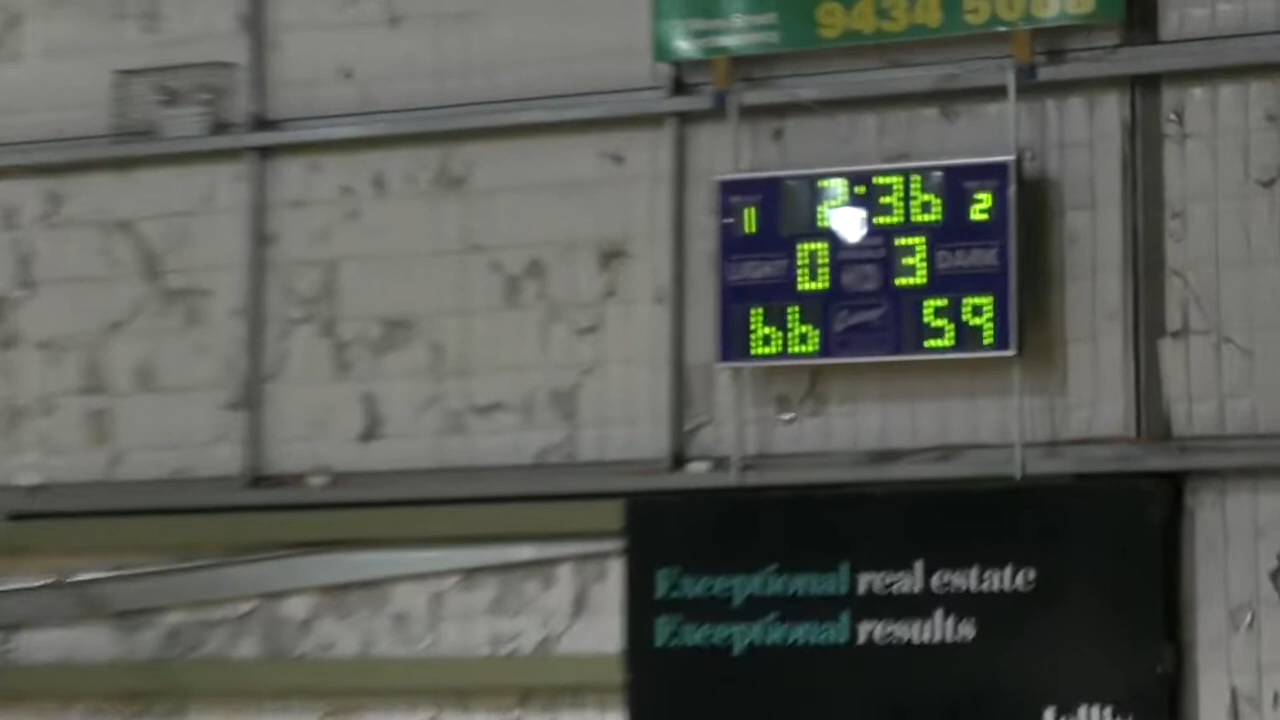 9434 5088
11 2:36 2
LIGHT 0 3 DARK
66 59
Exceptional real estate
Exceptional results